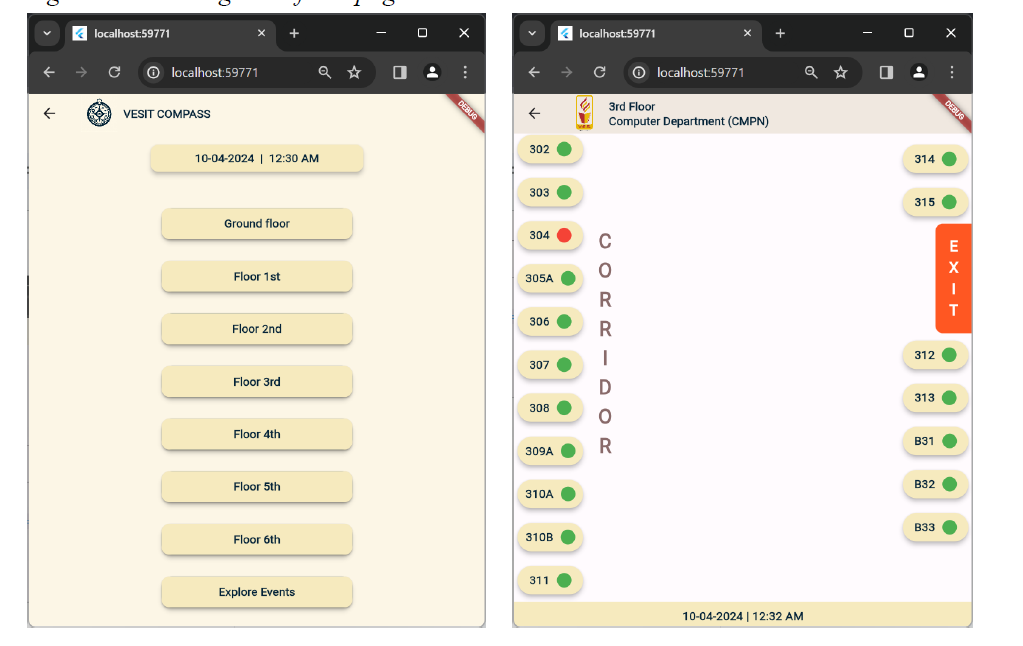 localhost:59771
localhost:59771
VESIT COMPASS
DEBUG
10-04-2024 | 12:30 AM
Ground floor
Floor 1st
Floor 2nd
Floor 3rd
Floor 4th
Floor 5th
Floor 6th
Explore Events
localhost:59771
localhost:59771
3rd Floor
Computer Department (CMPN)
DEBUG
302
303
304
305A
306
307
308
309A
310A
310B
311
CORRIDOR
314
315
EXIT
312
313
B31
B32
B33
10-04-2024 | 12:32 AM